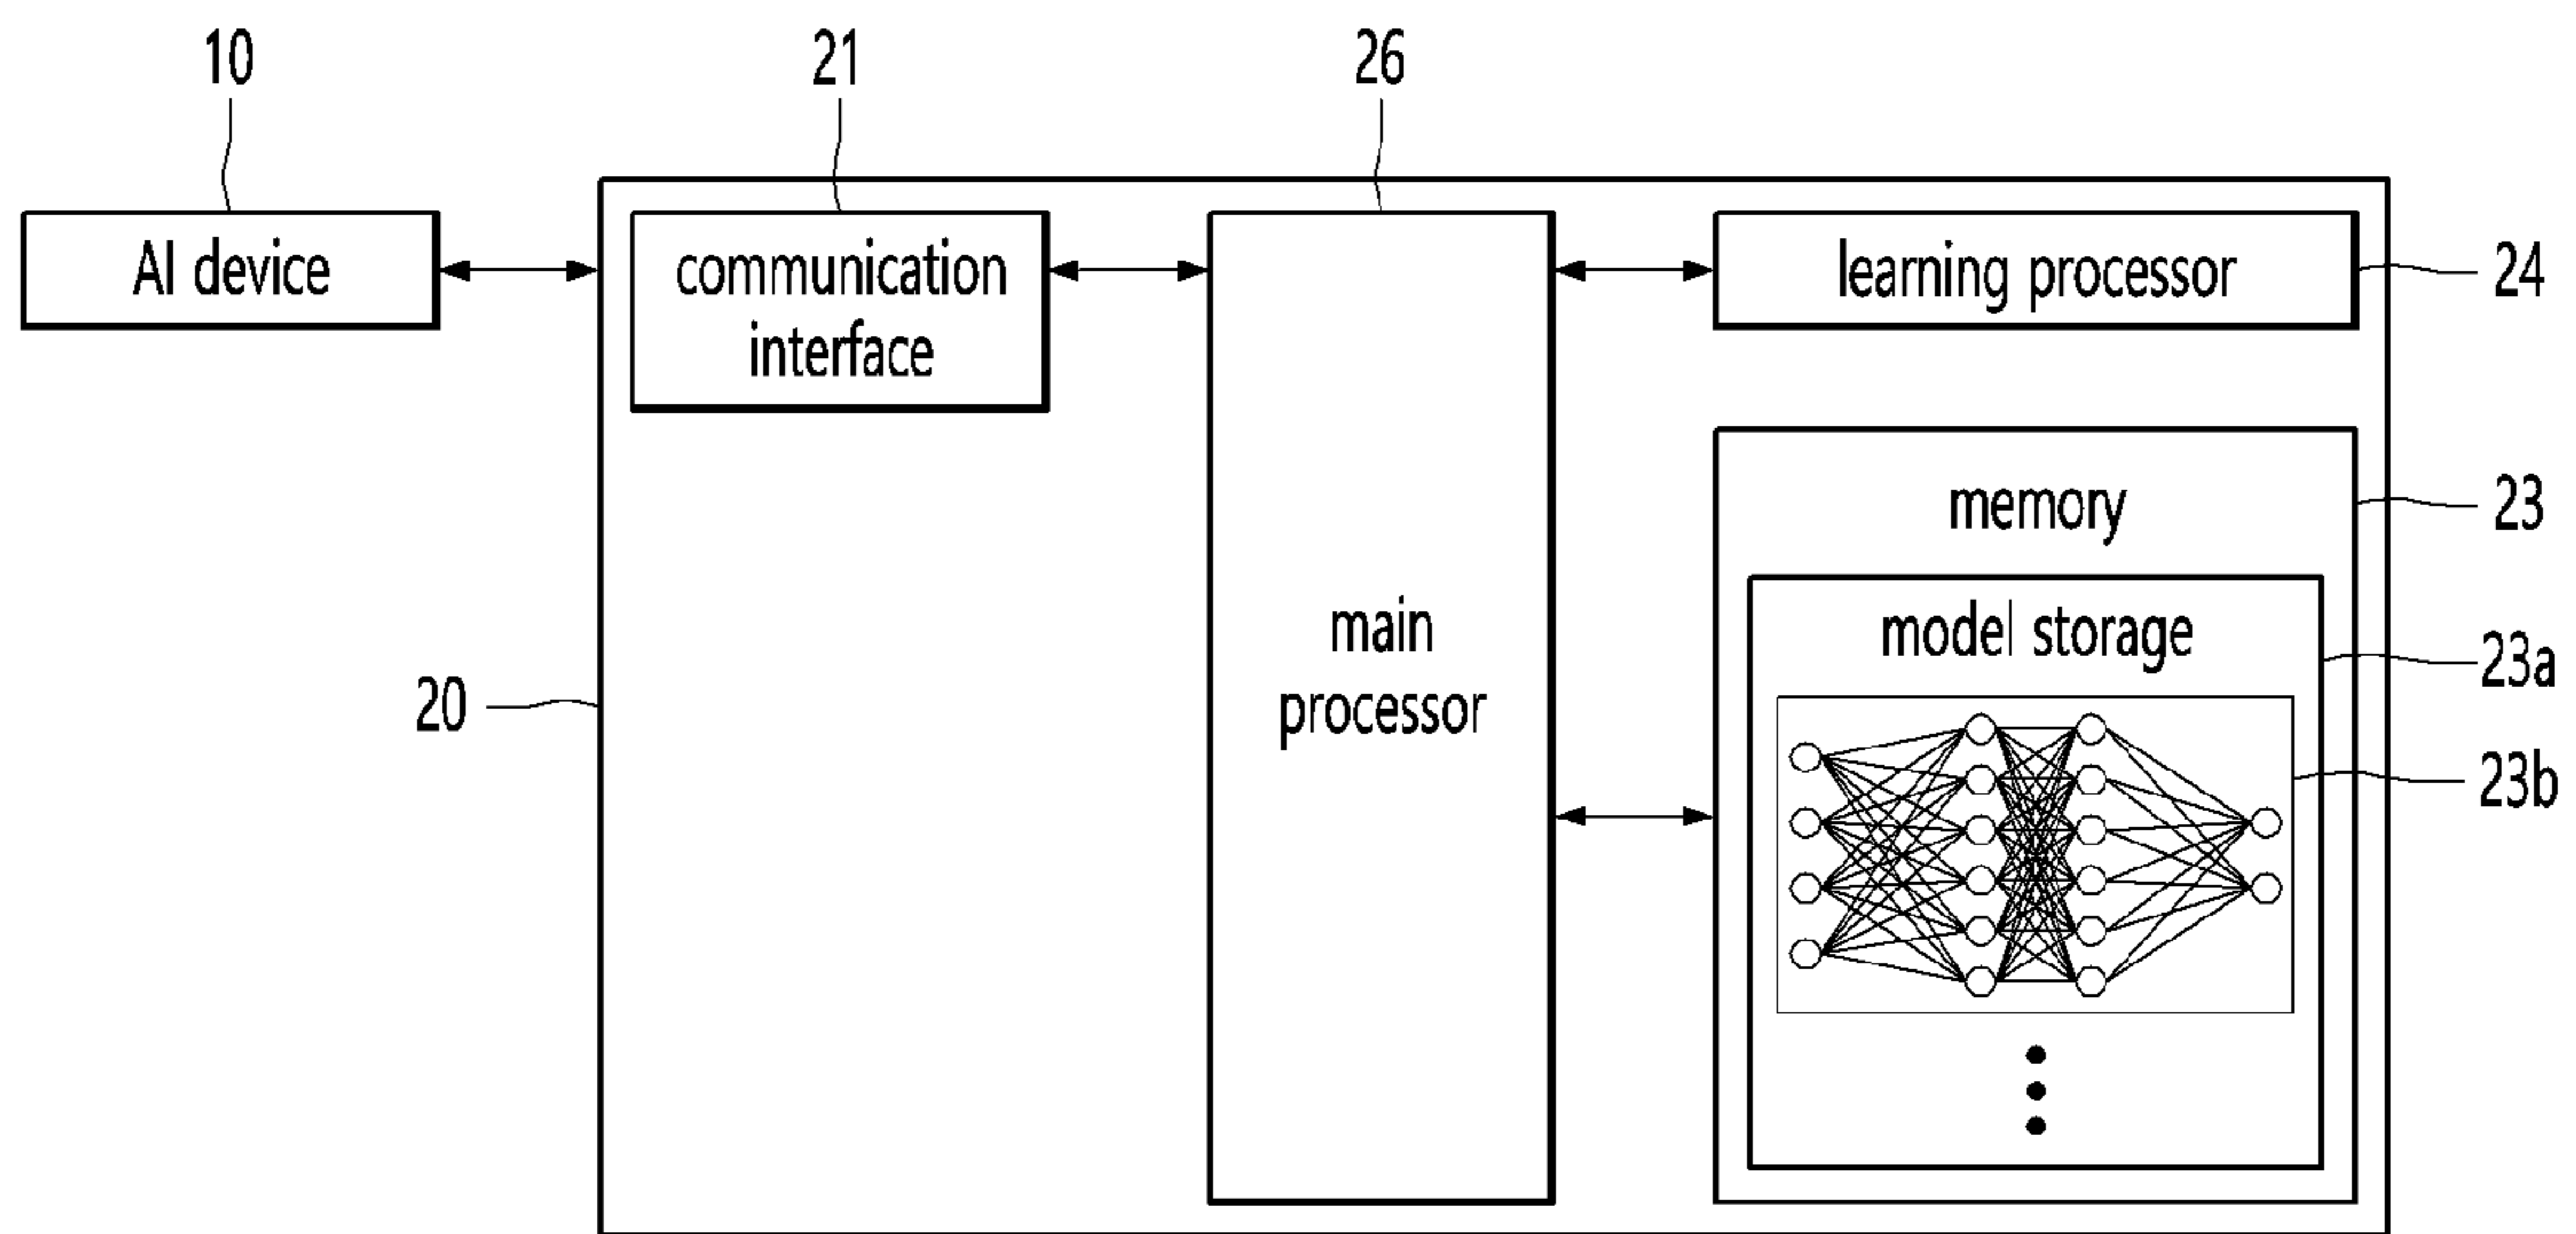 10
21
26
AI device
communication
interface
learning processor
24
memory
23
main
processor
model storage
23a
20
23b